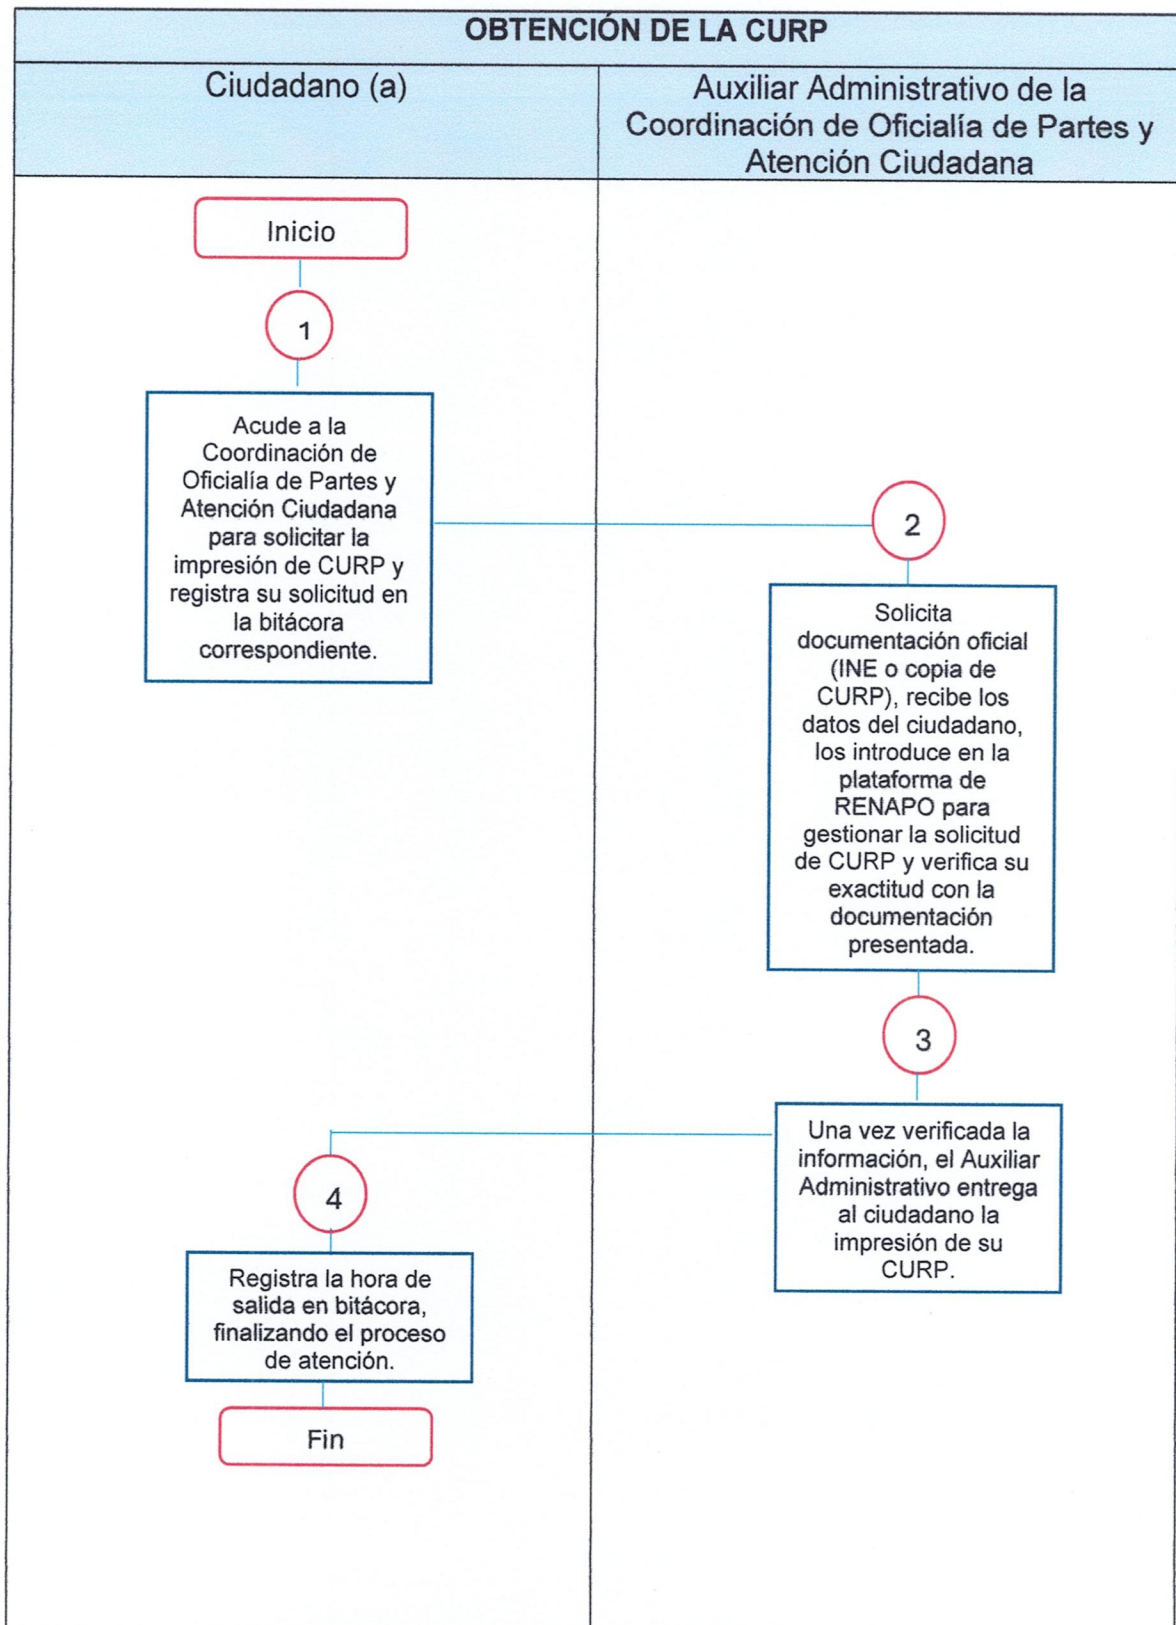 OBTENCIÓN DE LA CURP
Ciudadano (a)
Auxiliar Administrativo de la
Coordinación de Oficialía de Partes y
Atención Ciudadana
Inicio
1
Acude a la
Coordinación de
Oficialía de Partes y
Atención Ciudadana
para solicitar la
impresión de CURP y
registra su solicitud en
la bitácora
correspondiente.
2
Solicita
documentación oficial
(INE o copia de
CURP), recibe los
datos del ciudadano,
los introduce en la
plataforma de
RENAPO para
gestionar la solicitud
de CURP y verifica su
exactitud con la
documentación
presentada.
3
Una vez verificada la
información, el Auxiliar
Administrativo entrega
al ciudadano la
impresión de su
CURP.
4
Registra la hora de
salida en bitácora,
finalizando el proceso
de atención.
Fin